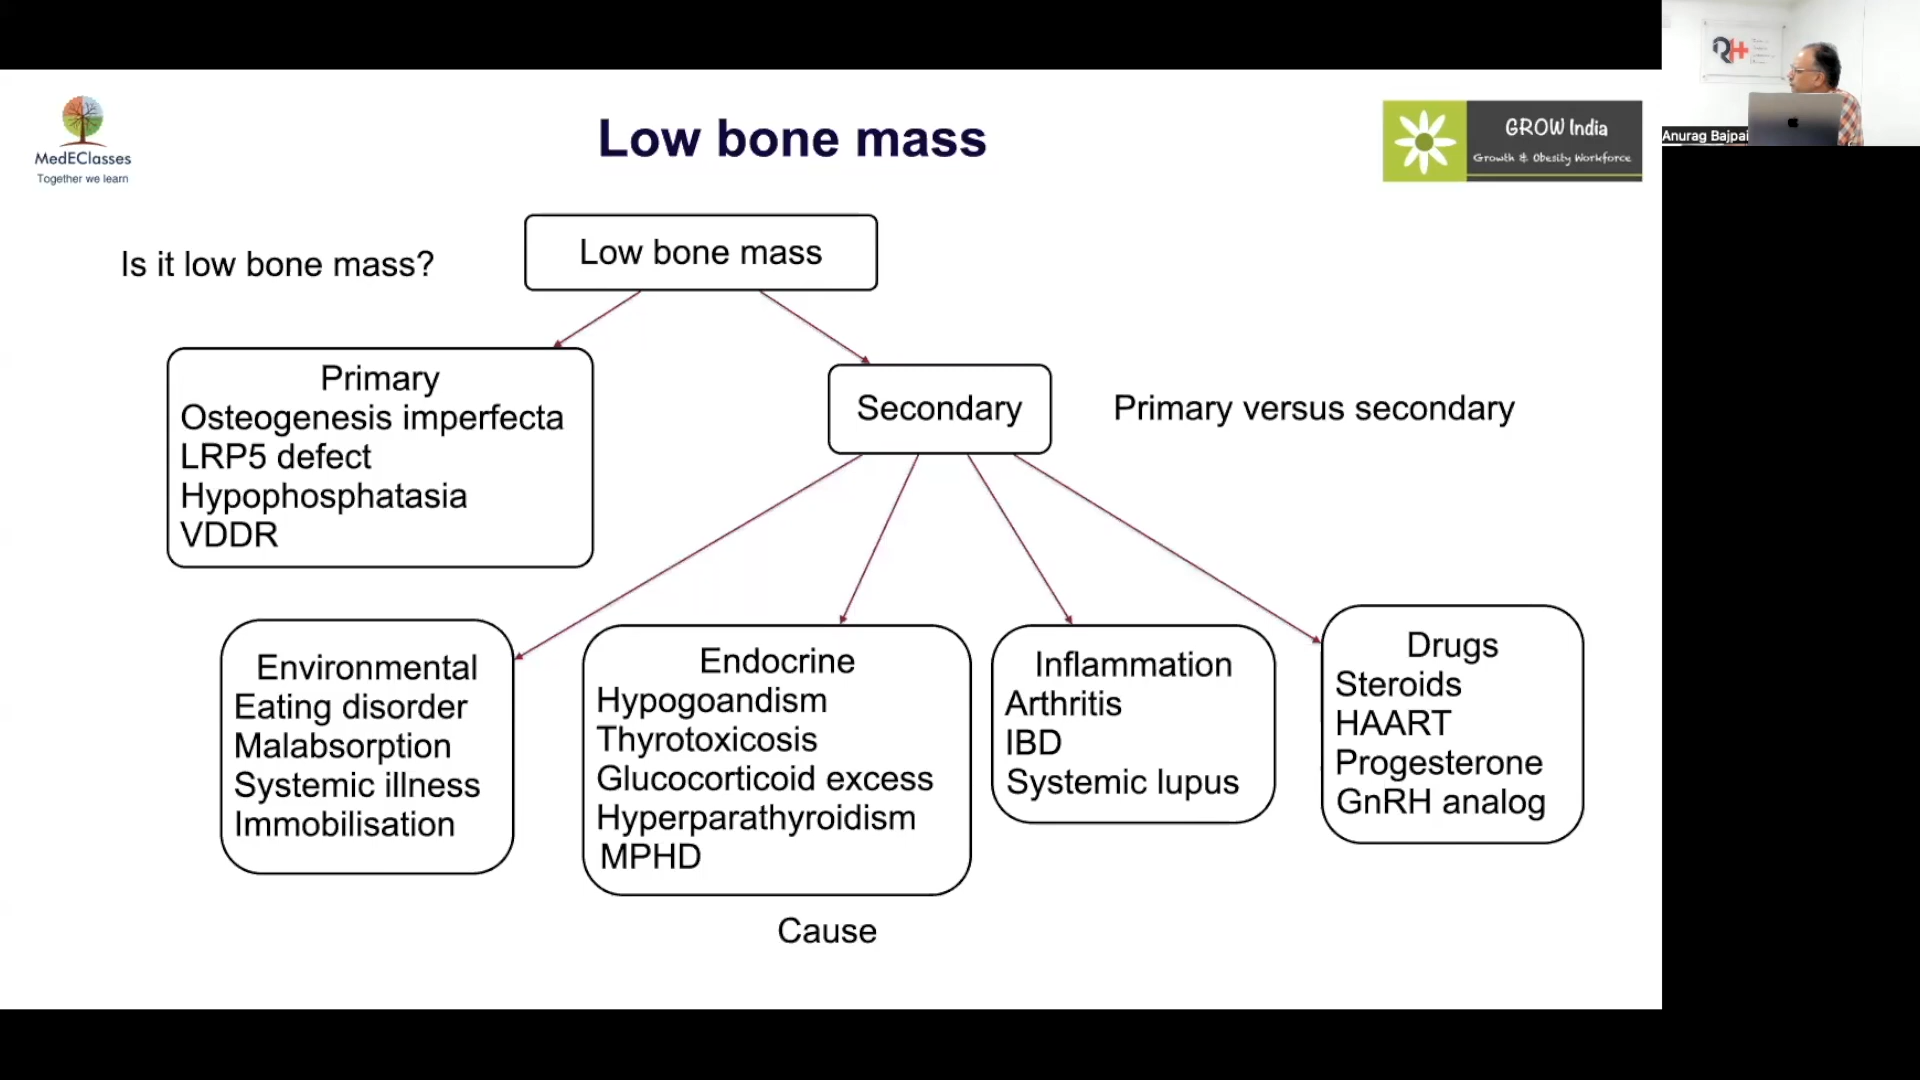 MedEClasses
Together we learn
Low bone mass
GROW India
Growth & Obesity Workforce
Anurag Bajpai
Is it low bone mass?
Low bone mass
Primary
Osteogenesis imperfecta
LRP5 defect
Hypophosphatasia
VDDR
Secondary
Primary versus secondary
Environmental
Eating disorder
Malabsorption
Systemic illness
Immobilisation
Endocrine
Hypogoandism
Thyrotoxicosis
Glucocorticoid excess
Hyperparathyroidism
MPHD
Inflammation
Arthritis
IBD
Systemic lupus
Drugs
Steroids
HAART
Progesterone
GnRH analog
Cause